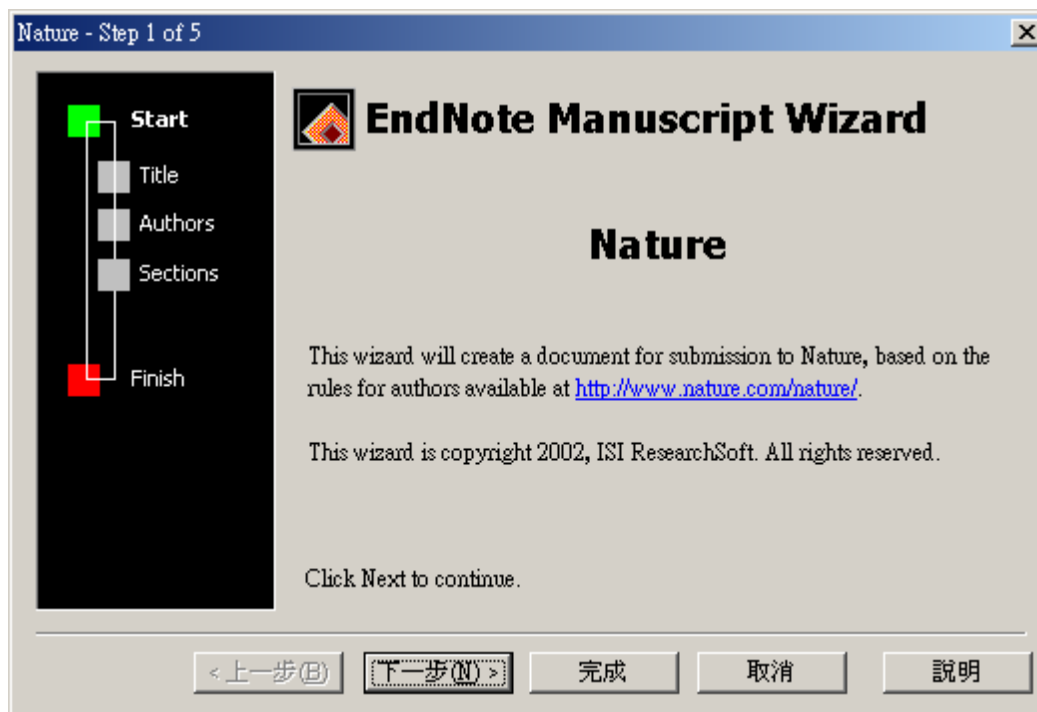 Nature - Step 1 of 5
Start
Title
Authors
Sections
Finish
EndNote Manuscript Wizard
Nature
This wizard will create a document for submission to Nature, based on the
rules for authors available at http://www.nature.com/nature/.
This wizard is copyright 2002, ISI ResearchSoft. All rights reserved.
Click Next to continue.
< 上一步(B) 下一步(N) > 完成 取消 説明